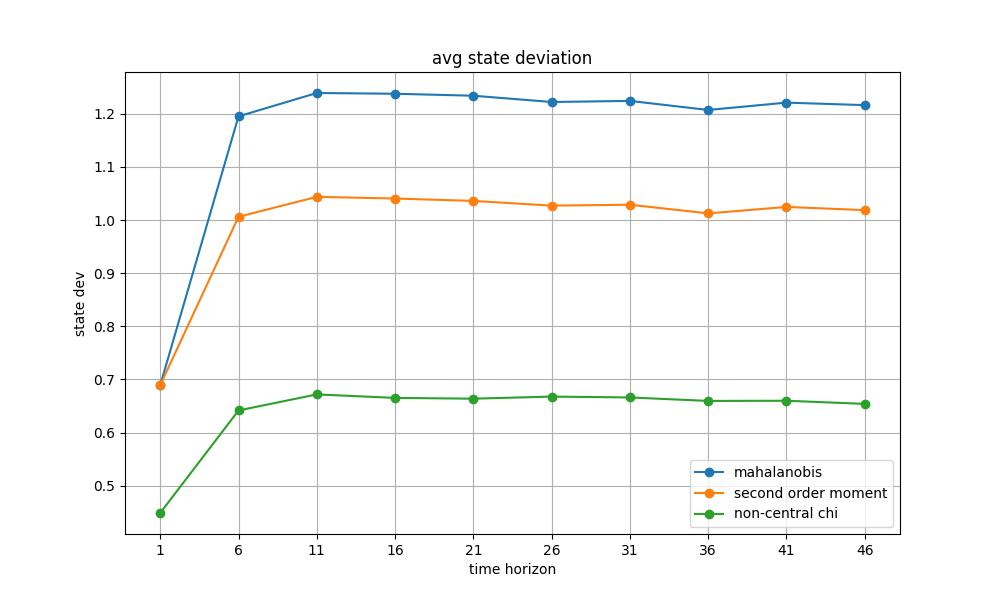 avg state deviation
state dev
1.2
1.1
1.0
0.9
0.8
0.7
0.6
0.5
mahalanobis
second order moment
non-central chi
1 6 11 16 21 26 31 36 41 46
time horizon